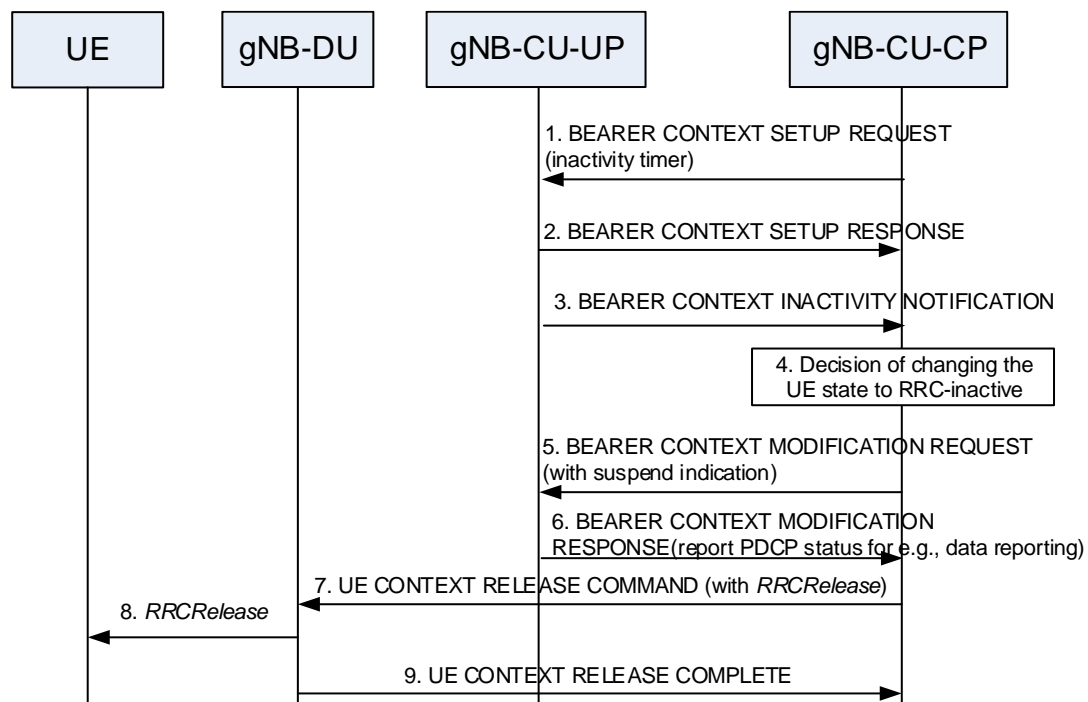 UE
gNB-DU
gNB-CU-UP
gNB-CU-CP
1. BEARER CONTEXT SETUP REQUEST
(inactivity timer)
2. BEARER CONTEXT SETUP RESPONSE
3. BEARER CONTEXT INACTIVITY NOTIFICATION
4. Decision of changing the
UE state to RRC-inactive
5. BEARER CONTEXT MODIFICATION REQUEST
(with suspend indication)
6. BEARER CONTEXT MODIFICATION
RESPONSE(report PDCP status for e.g., data reporting)
7. UE CONTEXT RELEASE COMMAND (with RRCRelease)
8. RRCRelease
9. UE CONTEXT RELEASE COMPLETE